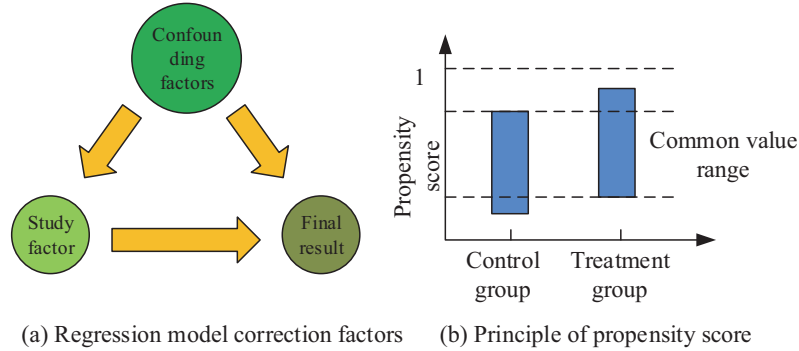 Confoun
ding
factors
Study
factor
Final
result
(a) Regression model correction factors
1
Propensity
score
Common value
range
Control
group
Treatment
group
(b) Principle of propensity score